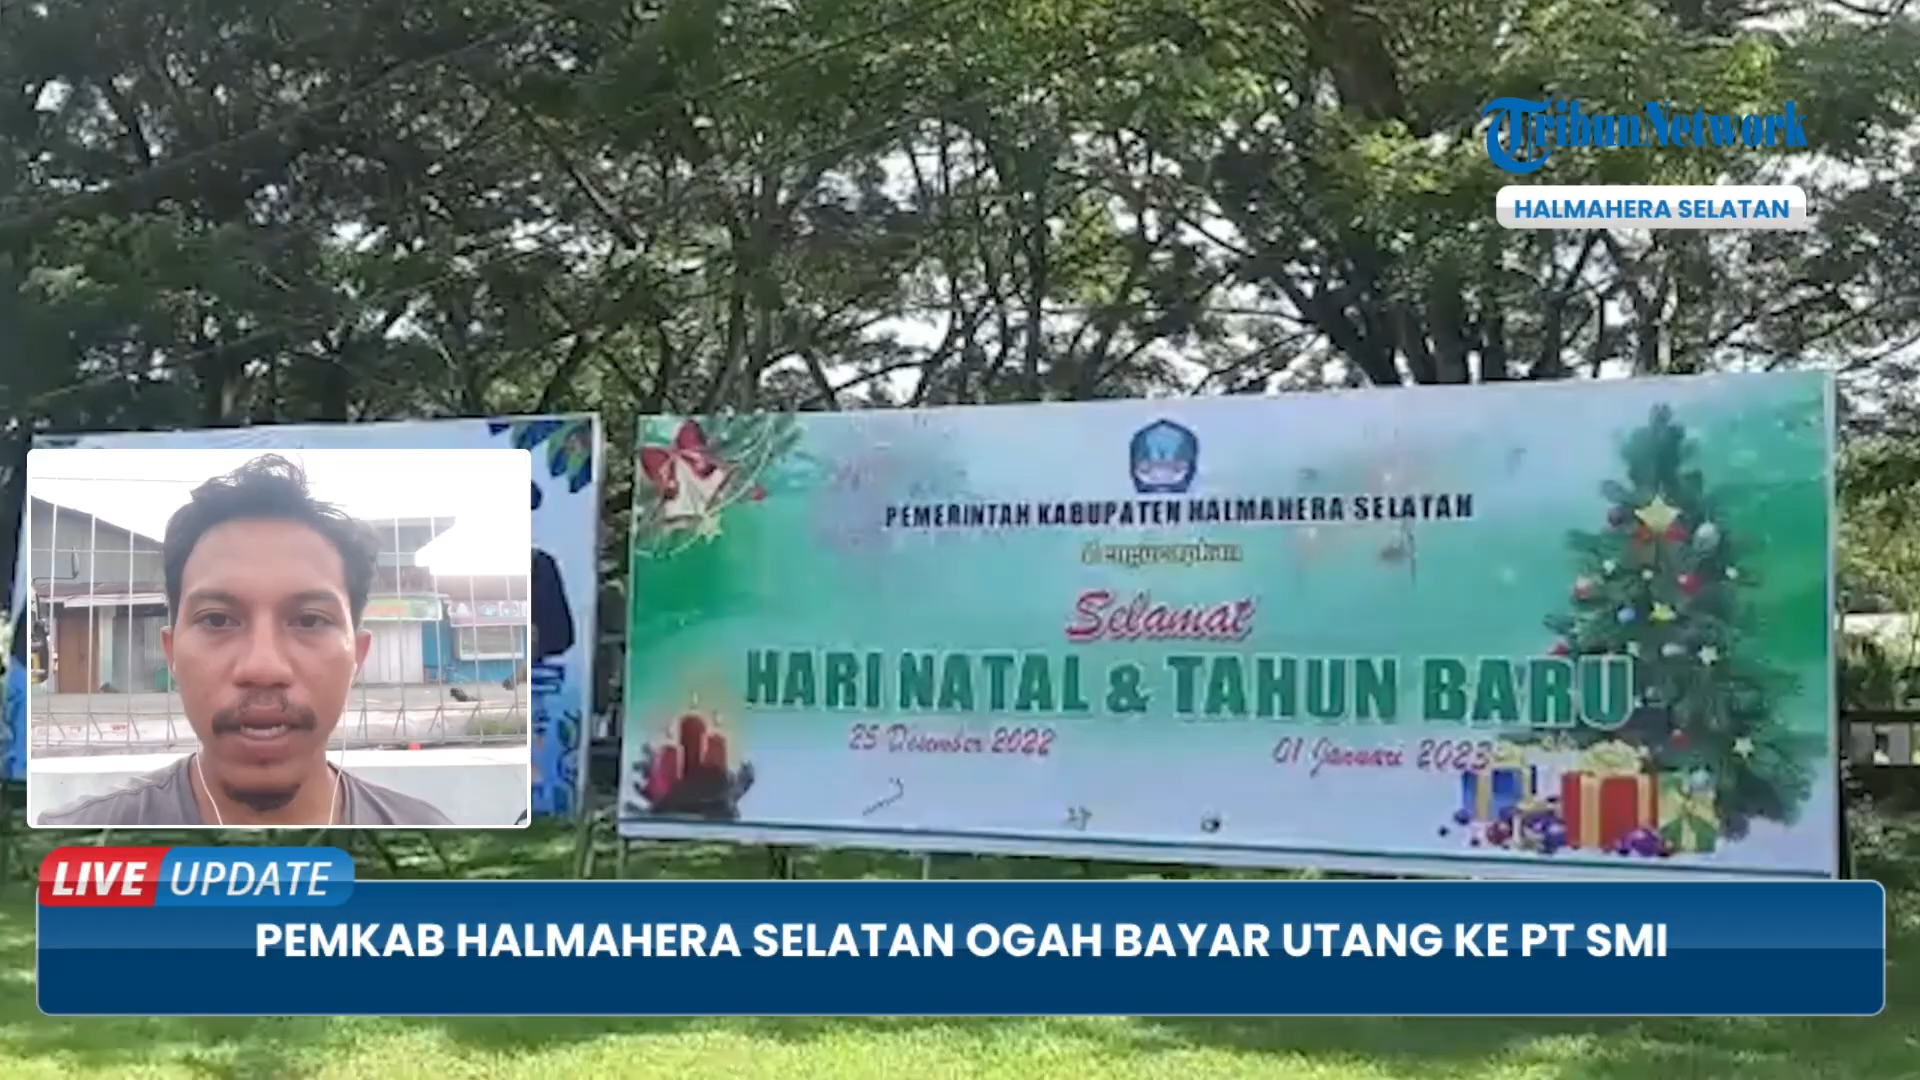 TribunNetwork
HALMAHERA SELATAN
PEMERINTAH KABUPATEN HALMAHERA SELATAN
Mengucapkan
Selamat
HARI NATAL & TAHUN BARU
25 Desember 2022
01 Januari 2023
LIVE UPDATE
PEMKAB HALMAHERA SELATAN OGAH BAYAR UTANG KE PT SMI